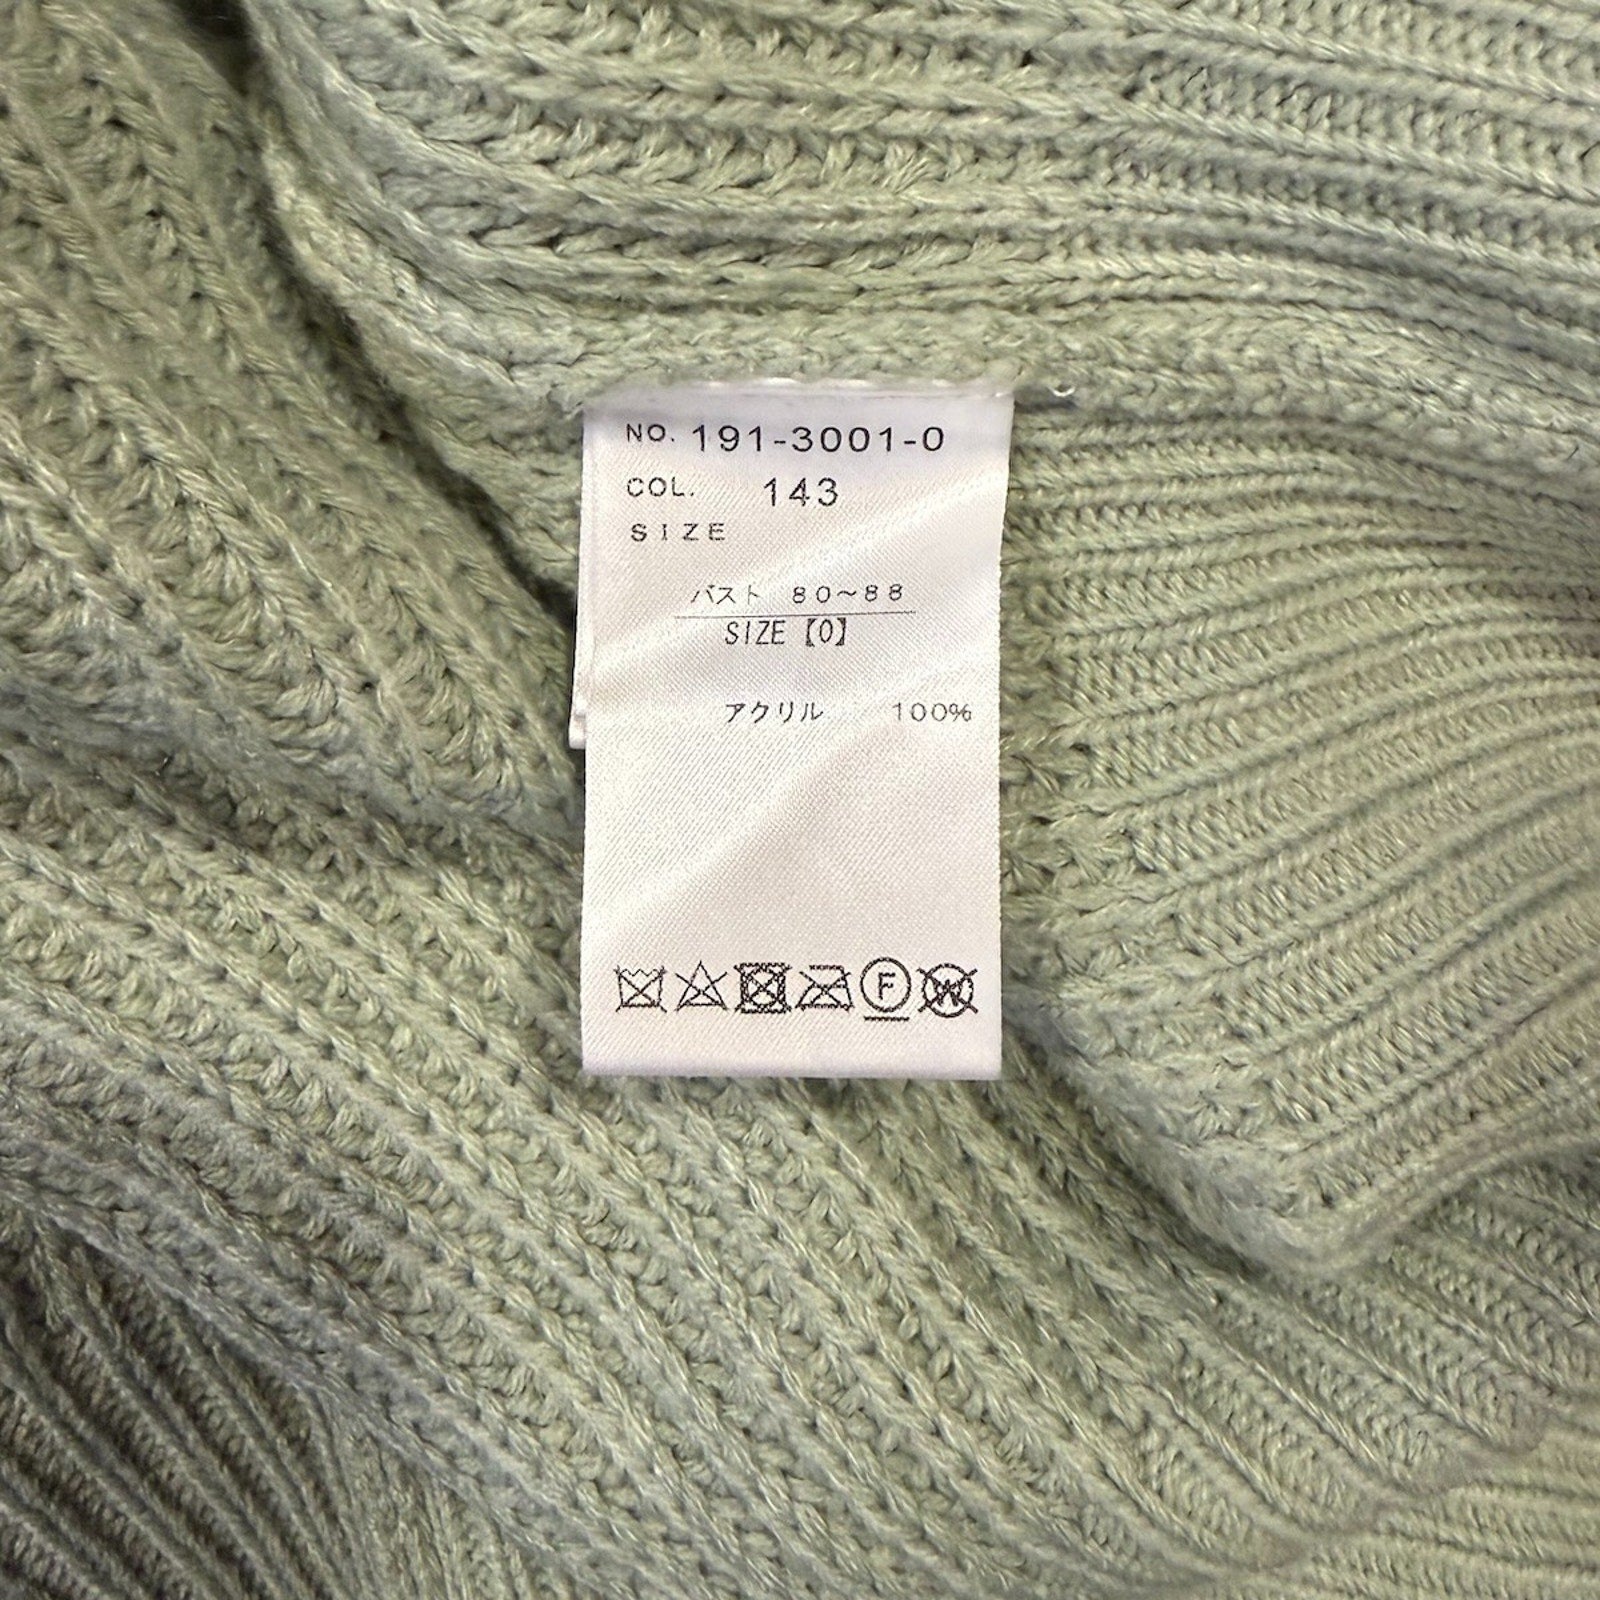 NO. 191-3001-0
COL. 143
SIZE
バスト 80~88
SIZE【0】
アクリル 100%
F W